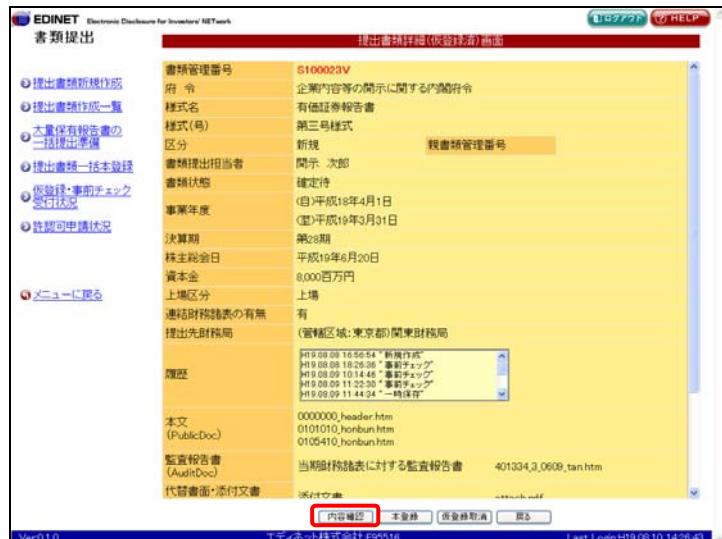 EDINET Electronic Disclosure for Investors' NETwork
ログアウト HELP
書類提出
提出書類詳細(仮登録済)画面
提出書類新規作成
提出書類作成一覧
大量保有報告書の
一括提出準備
提出書類一括本登録
仮登録・事前チェック
受付状況
許認可申請状況
メニューに戻る
書類管理番号 S100023V
府令 企業内容等の開示に関する内閣府令
様式名 有価証券報告書
様式(号) 第三号様式
区分 新規 親書類管理番号
書類提出担当者 開示 次郎
書類状態 確定待
事業年度
(自)平成18年4月1日
(至)平成19年3月31日
決算期 第28期
株主総会日 平成19年6月20日
資本金 8,000百万円
上場区分 上場
連結財務諸表の有無 有
提出先財務局 (管轄区域:東京都)関東財務局
履歴
H19.08.08 16:56:54 "新規作成"
H19.08.08 18:26:36 "事前チェック"
H19.08.09 10:14:46 "事前チェック"
H19.08.09 11:22:30 "事前チェック"
H19.08.09 11:44:34 "一時保存"
本文
(PublicDoc)
0000000_header.htm
0101010_honbun.htm
0105410_honbun.htm
監査報告書
(AuditDoc)
当期財務諸表に対する監査報告書 401334_3_0609_tan.htm
代替書面・添付文書 添付文書 attach.pdf
内容確認 本登録 仮登録取消 戻る
Ver.0.1.0 エディネット株式会社 E95516 Last Login:H19.08.10 14:26:43